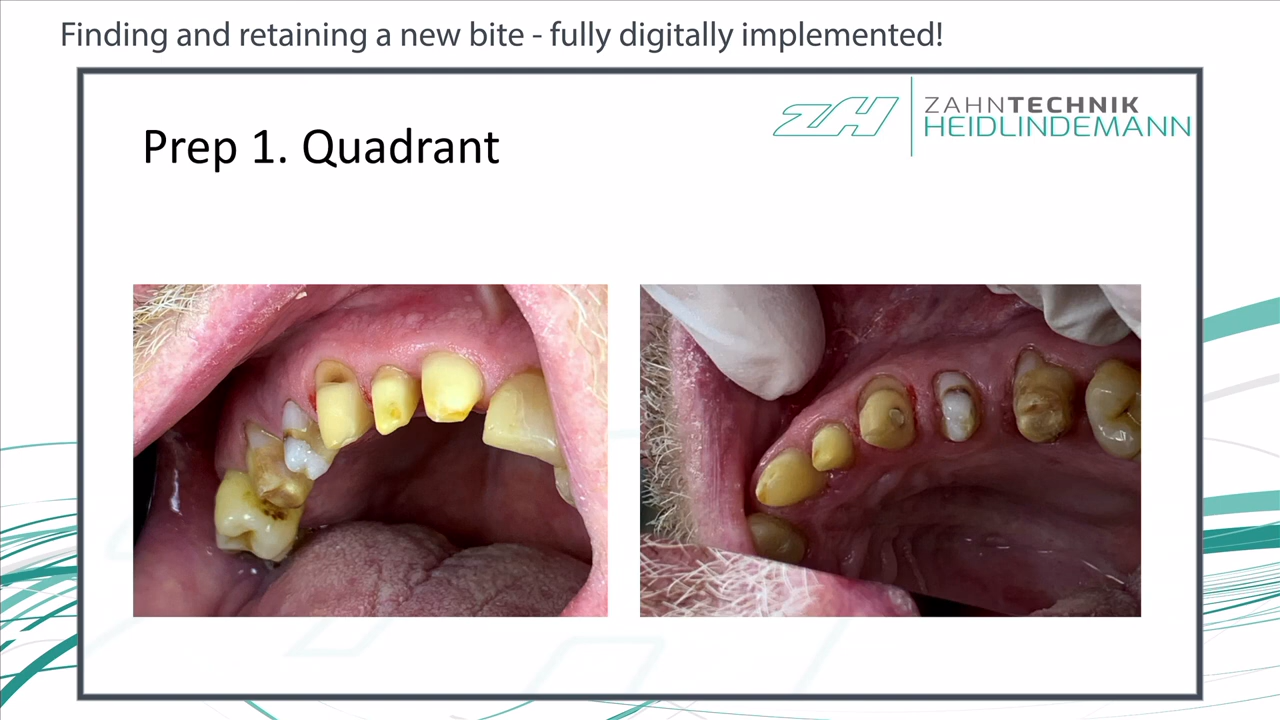 Finding and retaining a new bite - fully digitally implemented!
ZAHNTECHNIK
HEIDLINDEMANN
Prep 1. Quadrant